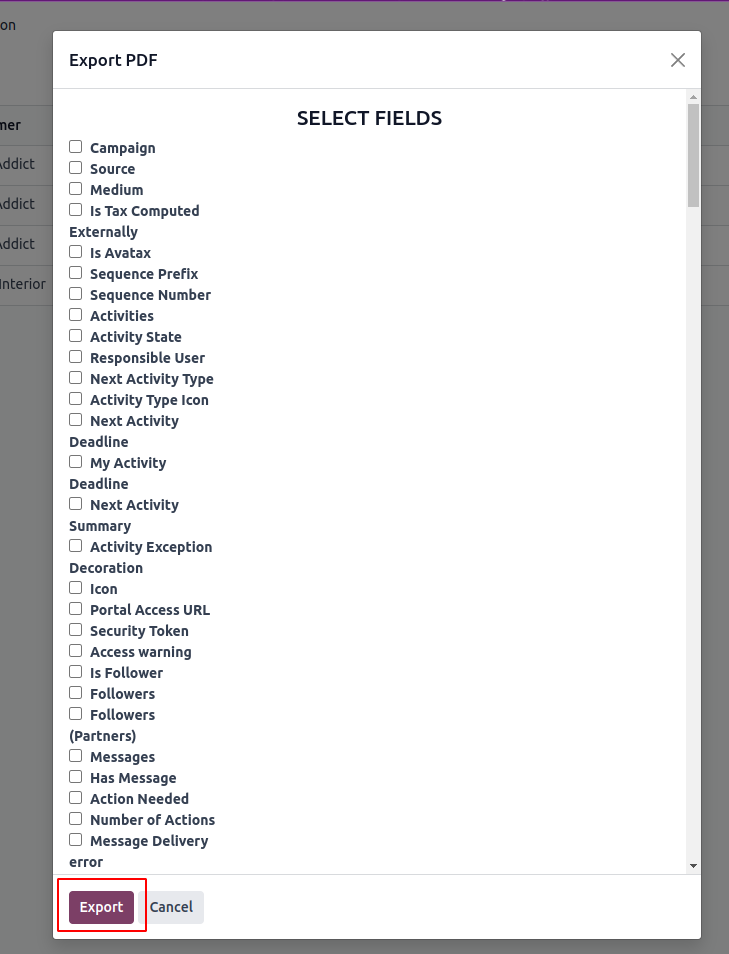 on
Export PDF
mer
SELECT FIELDS
Campaign
Addict
Source
Medium
Addict
Is Tax Computed
Externally
Addict
Is Avatax
Sequence Prefix
Interior
Sequence Number
Activities
Activity State
Responsible User
Next Activity Type
Activity Type Icon
Next Activity
Deadline
My Activity
Deadline
Next Activity
Summary
Activity Exception
Decoration
Icon
Portal Access URL
Security Token
Access warning
Is Follower
Followers
Followers
(Partners)
Messages
Has Message
Action Needed
Number of Actions
Message Delivery
error
Export Cancel